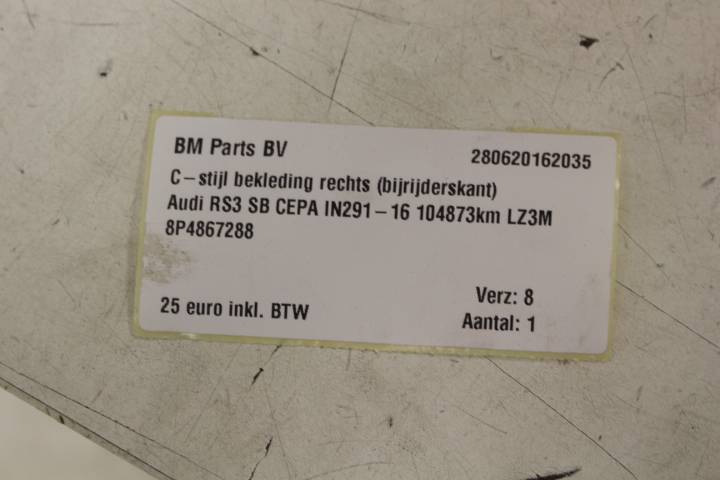 BM Parts BV 280620162035
C-stijl bekleding rechts (bijrijderskant)
Audi RS3 SB CEPA IN291-16 104873km LZ3M
8P4867288
Verz: 8
25 euro inkl. BTW
Aantal: 1